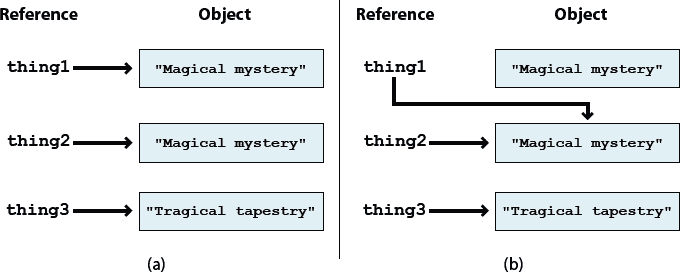 Reference Object
thing1 "Magical mystery"
thing2 "Magical mystery"
thing3 "Tragical tapestry"
(a)
Reference Object
thing1 "Magical mystery"
thing2 "Magical mystery"
thing3 "Tragical tapestry"
(b)